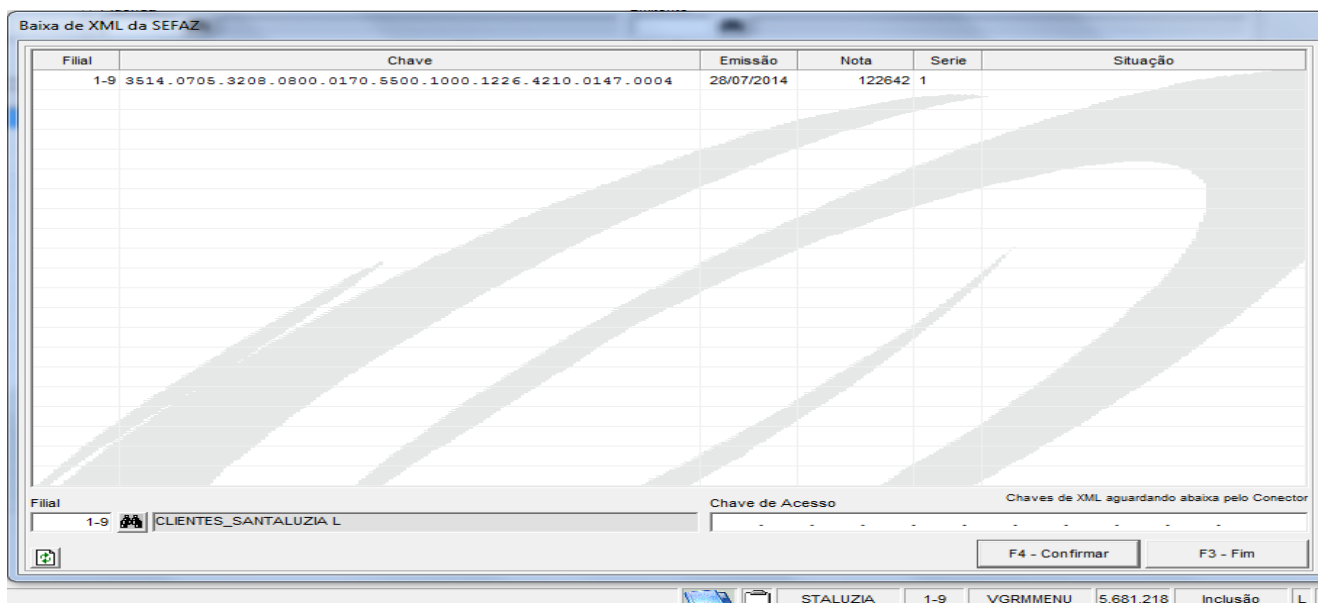 Baixa de XML da SEFAZ
Filial Chave Emissão Nota Serie Situação
1-9 3514.0705.3208.0800.0170.5500.1000.1226.4210.0147.0004 28/07/2014 122642 1
Filial Chave de Acesso Chaves de XML aguardando abaixa pelo Conector
1-9 CLIENTES_SANTALUZIA L - - - - - - - - - -
F4 - Confirmar F3 - Fim
STALUZIA 1-9 VGRMMENU 5.681.218 Inclusão L